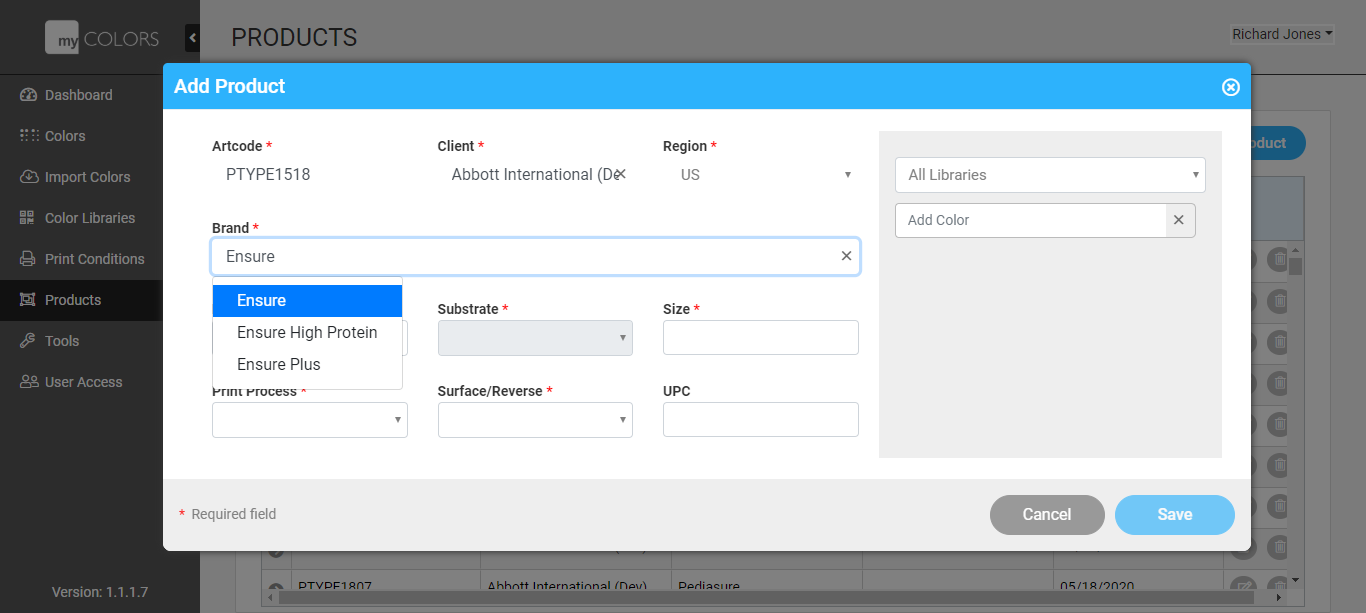 my COLORS
PRODUCTS
Richard Jones
Dashboard
Colors
Import Colors
Color Libraries
Print Conditions
Products
Tools
User Access
Version: 1.1.1.7
Add Product
Artcode *
Client *
Region *
PTYPE1518
Abbott International (De
US
Brand *
Ensure
Ensure
Ensure High Protein
Ensure Plus
Substrate *
Size *
Print Process *
Surface/Reverse *
UPC
All Libraries
Add Color
* Required field
Cancel
Save
PTYPE1807
Abbott International (Dev)
Pediasure
05/18/2020